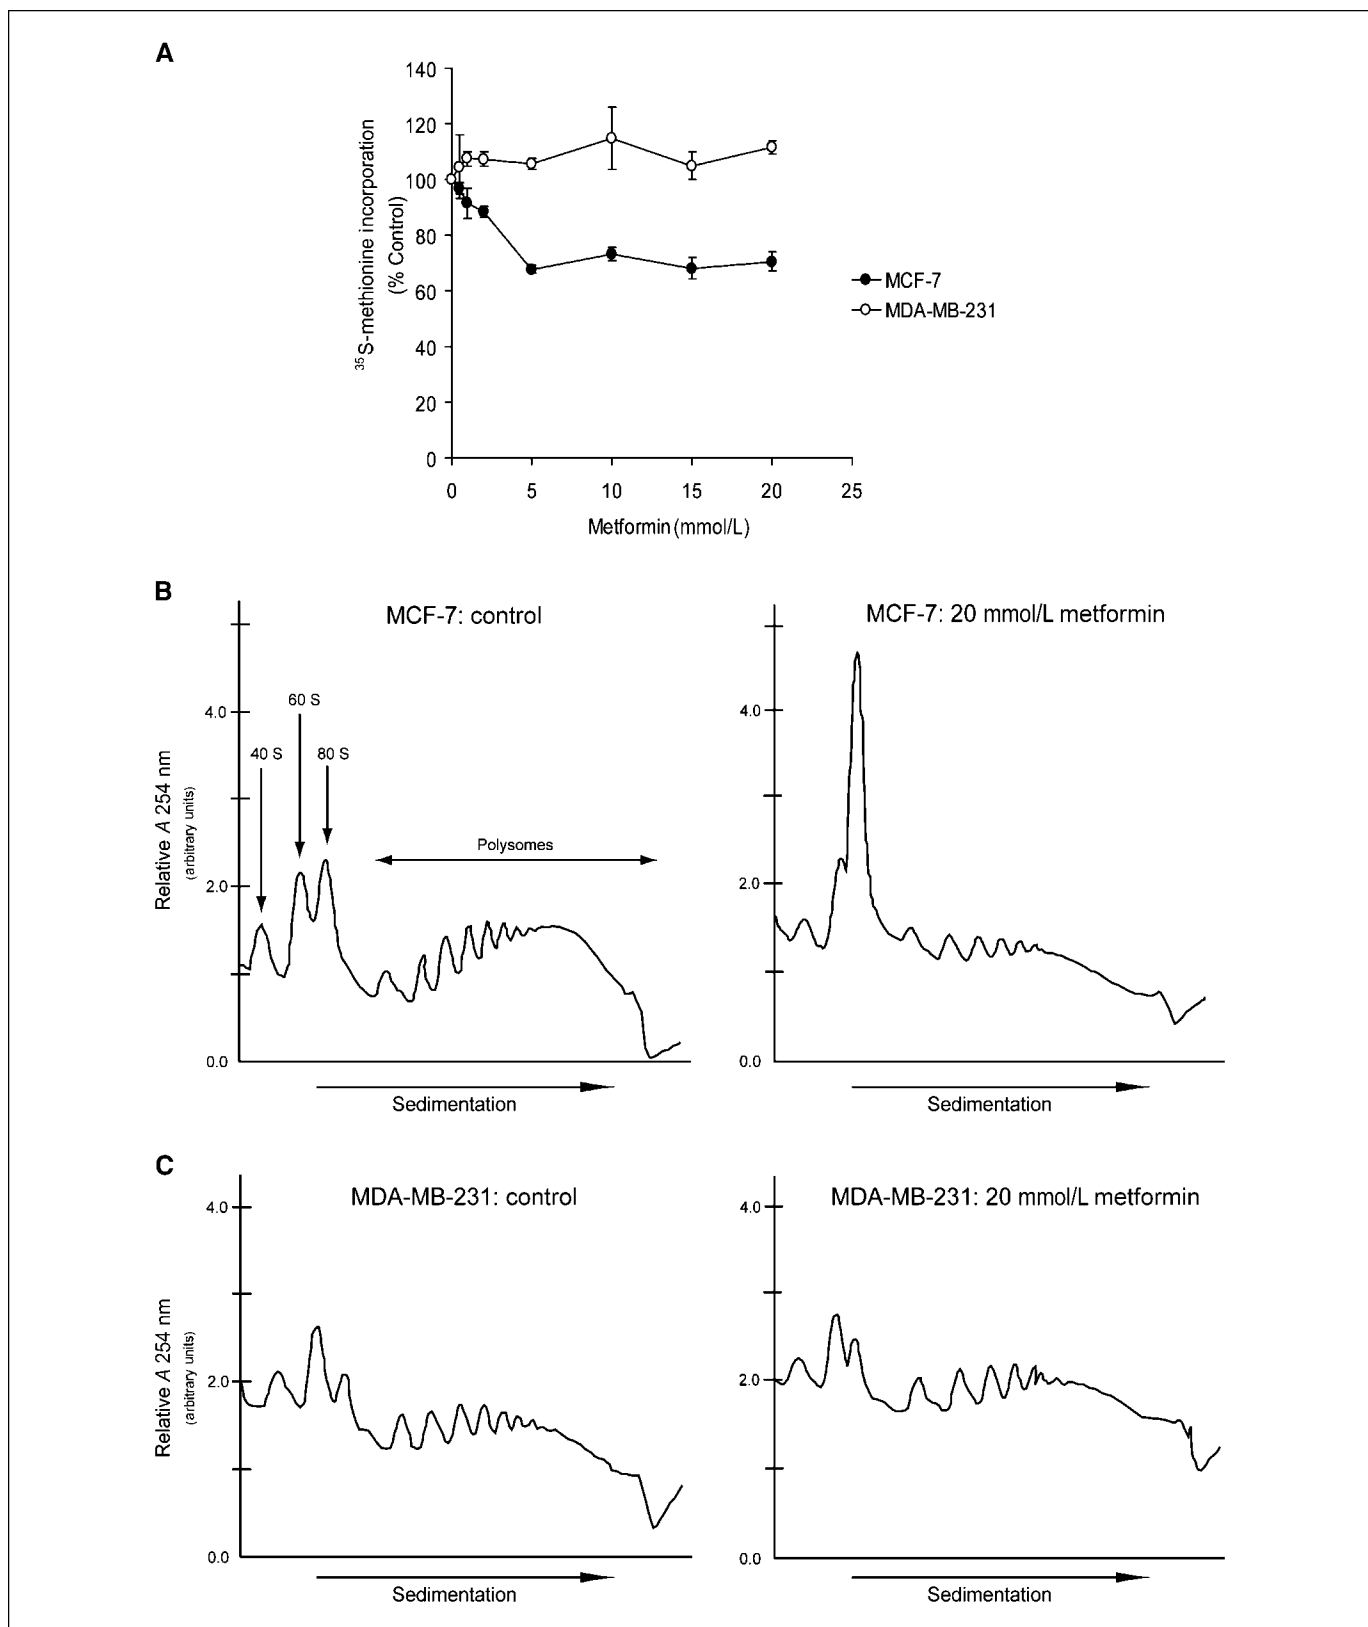 A
140
120
100
80
60
40
20
0
0 5 10 15 20 25
35S-methionine incorporation
(% Control)
Metformin (mmol/L)
MCF-7
MDA-MB-231
B
MCF-7: control
MCF-7: 20 mmol/L metformin
60 S
40 S
80 S
Polysomes
4.0
2.0
0.0
Relative A 254 nm
(arbitrary units)
Sedimentation
4.0
2.0
0.0
Sedimentation
C
MDA-MB-231: control
MDA-MB-231: 20 mmol/L metformin
4.0
2.0
0.0
Relative A 254 nm
(arbitrary units)
Sedimentation
4.0
2.0
0.0
Sedimentation